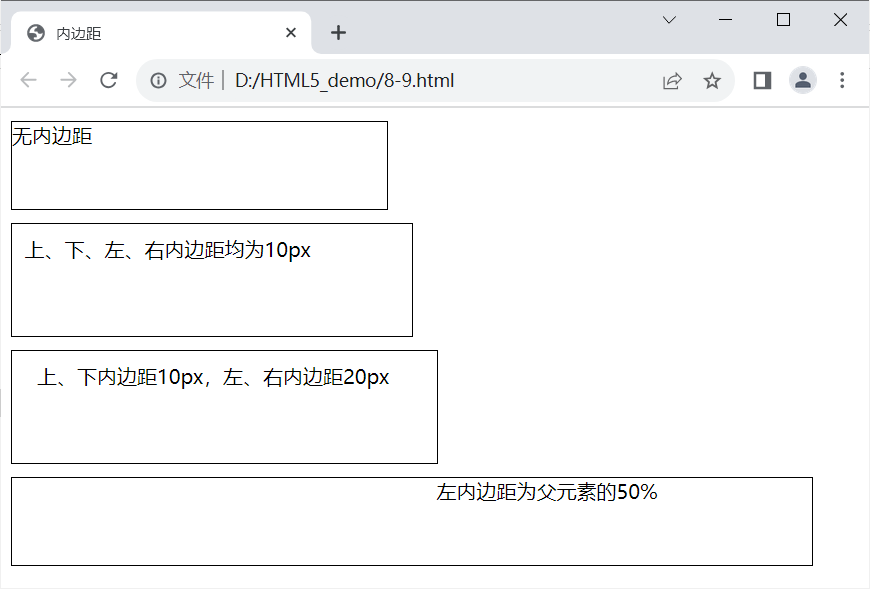 内边距
文件 | D:/HTML5_demo/8-9.html
无内边距
上、下、左、右内边距均为10px
上、下内边距10px，左、右内边距20px
左内边距为父元素的50%